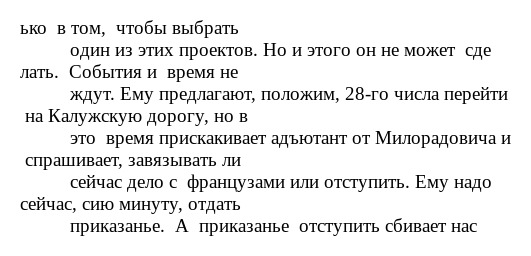 ько  в том,  чтобы выбрать
один из этих проектов. Но и этого он не может  сде
лать.  События и  время не
ждут. Ему предлагают, положим, 28-го числа перейти
на Калужскую дорогу, но в
это  время прискакивает адъютант от Милорадовича и
спрашивает, завязывать ли
сейчас дело с  французами или отступить. Ему надо
сейчас, сию минуту, отдать
приказанье.  А  приказанье  отступить сбивает нас